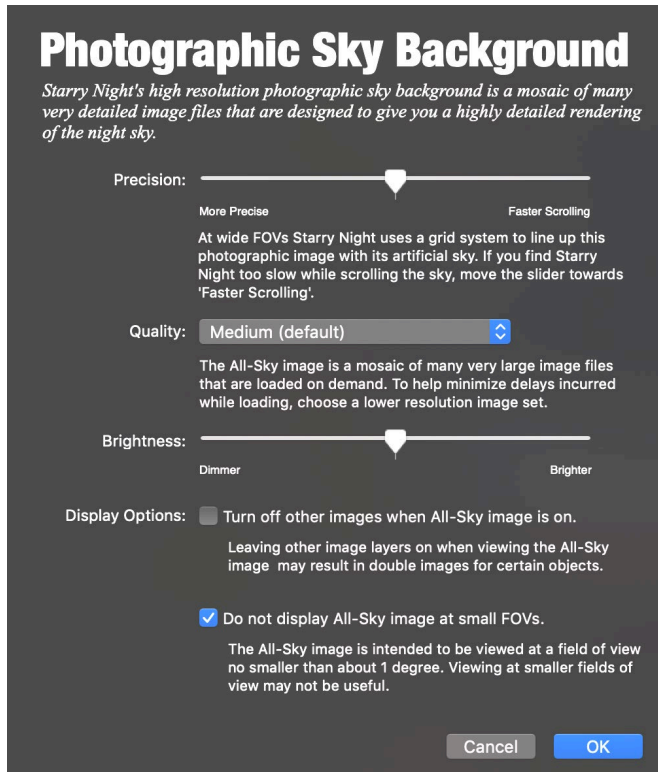 Photographic Sky Background
Starry Night's high resolution photographic sky background is a mosaic of many
very detailed image files that are designed to give you a highly detailed rendering
of the night sky.
Precision:
More Precise Faster Scrolling
At wide FOVs Starry Night uses a grid system to line up this
photographic image with its artificial sky. If you find Starry
Night too slow while scrolling the sky, move the slider towards
'Faster Scrolling'.
Quality: Medium (default)
The All-Sky image is a mosaic of many very large image files
that are loaded on demand. To help minimize delays incurred
while loading, choose a lower resolution image set.
Brightness:
Dimmer Brighter
Display Options: Turn off other images when All-Sky image is on.
Leaving other image layers on when viewing the All-Sky
image may result in double images for certain objects.
Do not display All-Sky image at small FOVs.
The All-Sky image is intended to be viewed at a field of view
no smaller than about 1 degree. Viewing at smaller fields of
view may not be useful.
Cancel OK